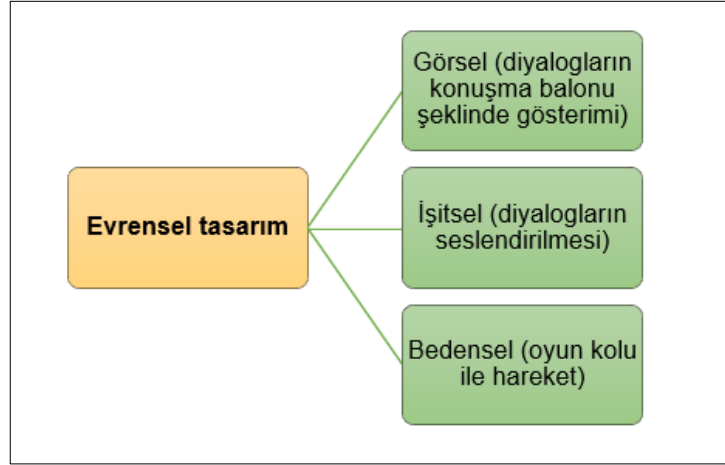 Evrensel tasarım
Görsel (diyalogların
konuşma balonu
şeklinde gösterimi)
İşitsel (diyalogların
seslendirilmesi)
Bedensel (oyun kolu
ile hareket)